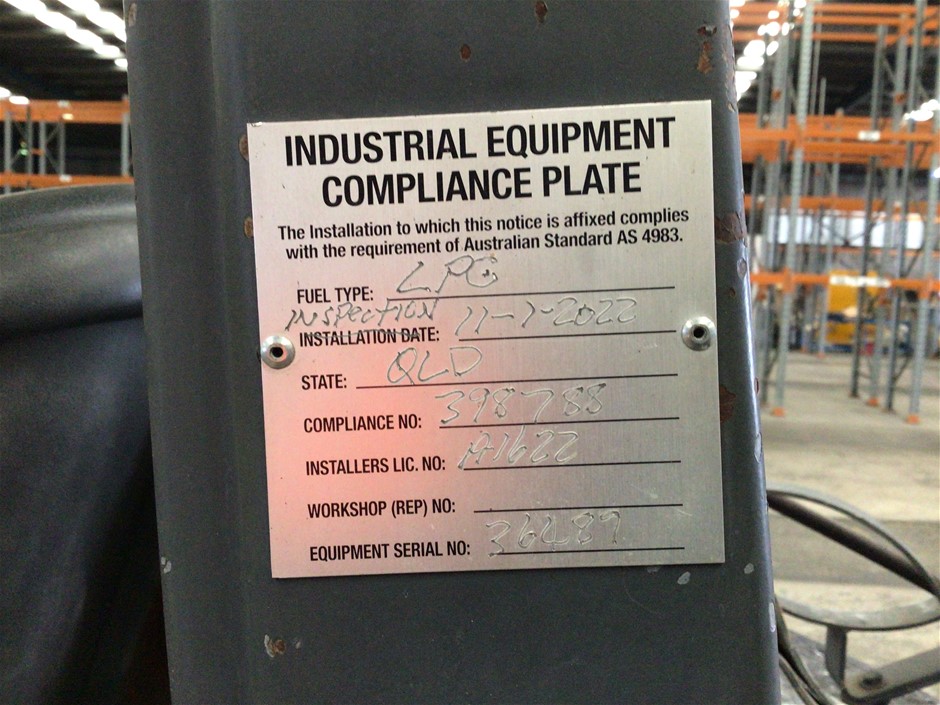 INDUSTRIAL EQUIPMENT
COMPLIANCE PLATE
The Installation to which this notice is affixed complies
with the requirement of Australian Standard AS 4983.
FUEL TYPE: LPG
INSPECTION
INSTALLATION DATE: 11-1-2022
STATE: QLD
COMPLIANCE NO: 398788
INSTALLERS LIC. NO: A1622
WORKSHOP (REP) NO:
EQUIPMENT SERIAL NO: 36489